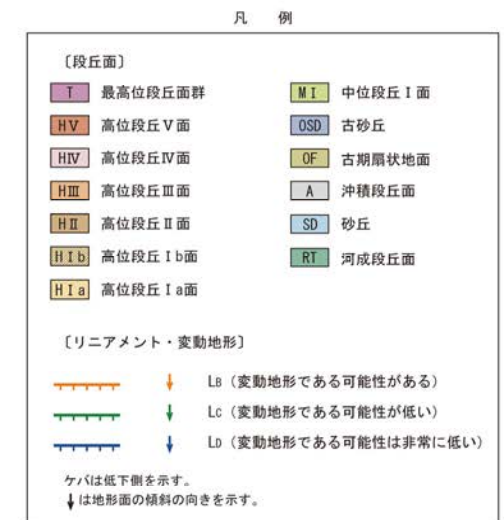 凡 例
〔段丘面〕
T 最高位段丘面群
HⅤ 高位段丘Ⅴ面
HⅣ 高位段丘Ⅳ面
HⅢ 高位段丘Ⅲ面
HⅡ 高位段丘Ⅱ面
HⅠb 高位段丘Ⅰb面
HⅠa 高位段丘Ⅰa面
MⅠ 中位段丘Ⅰ面
OSD 古砂丘
OF 古期扇状地面
A 沖積段丘面
SD 砂丘
RT 河成段丘面
〔リニアメント・変動地形〕
LB（変動地形である可能性がある）
LC（変動地形である可能性が低い）
LD（変動地形である可能性は非常に低い）
ケバは低下側を示す。
↓は地形面の傾斜の向きを示す。